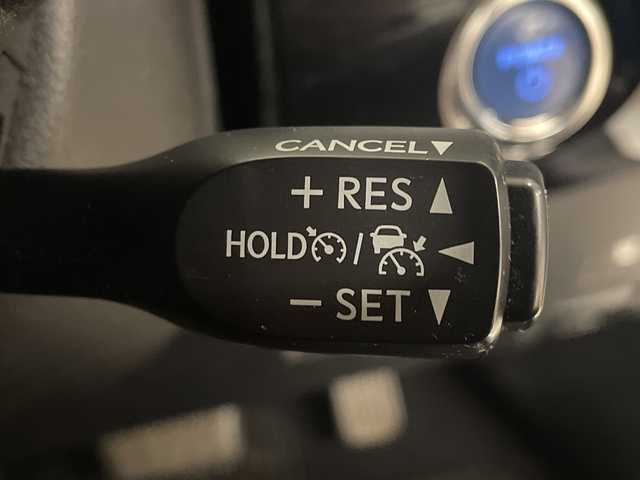 CANCEL▼
+ RES ▲
HOLD / ◀
− SET ▼